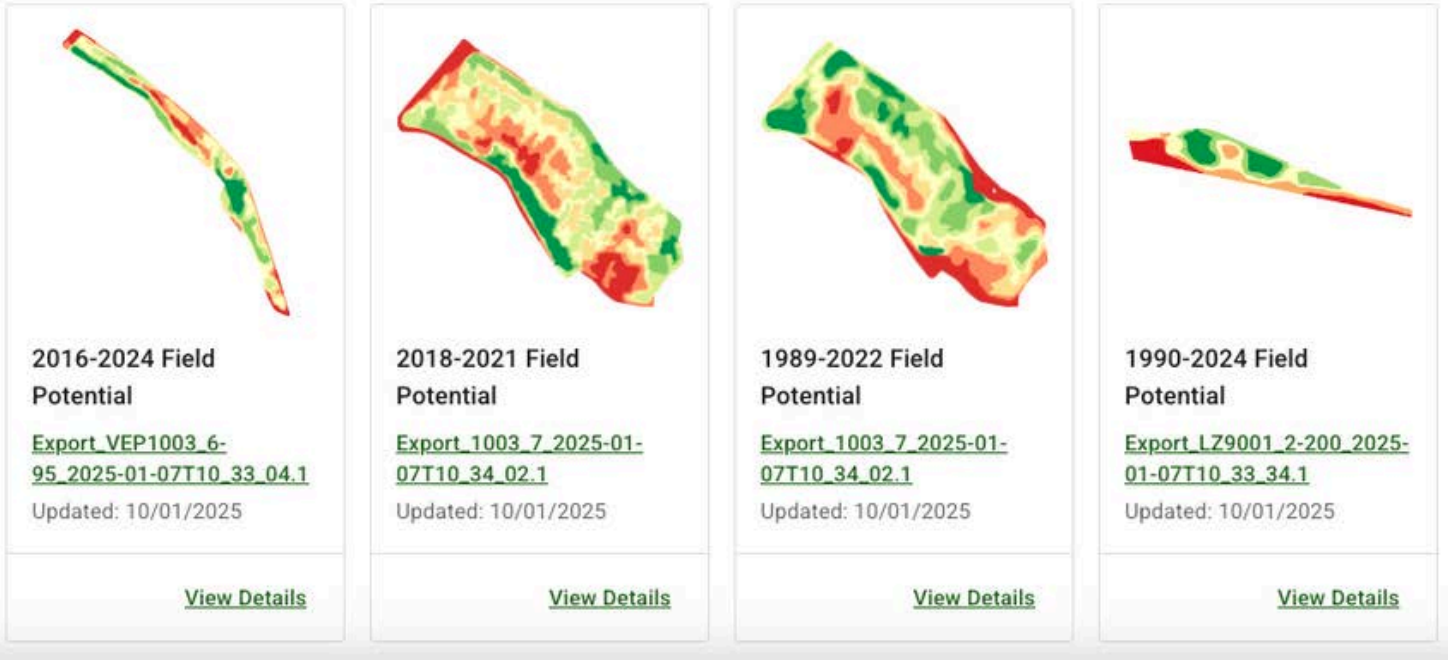 2016-2024 Field
Potential
Export_VEP1003_6-
95_2025-01-07T10_33_04.1
Updated: 10/01/2025
View Details
2018-2021 Field
Potential
Export_1003_7_2025-01-
07T10_34_02.1
Updated: 10/01/2025
View Details
1989-2022 Field
Potential
Export_1003_7_2025-01-
07T10_34_02.1
Updated: 10/01/2025
View Details
1990-2024 Field
Potential
Export_LZ9001_2-200_2025-
01-07T10_33_34.1
Updated: 10/01/2025
View Details